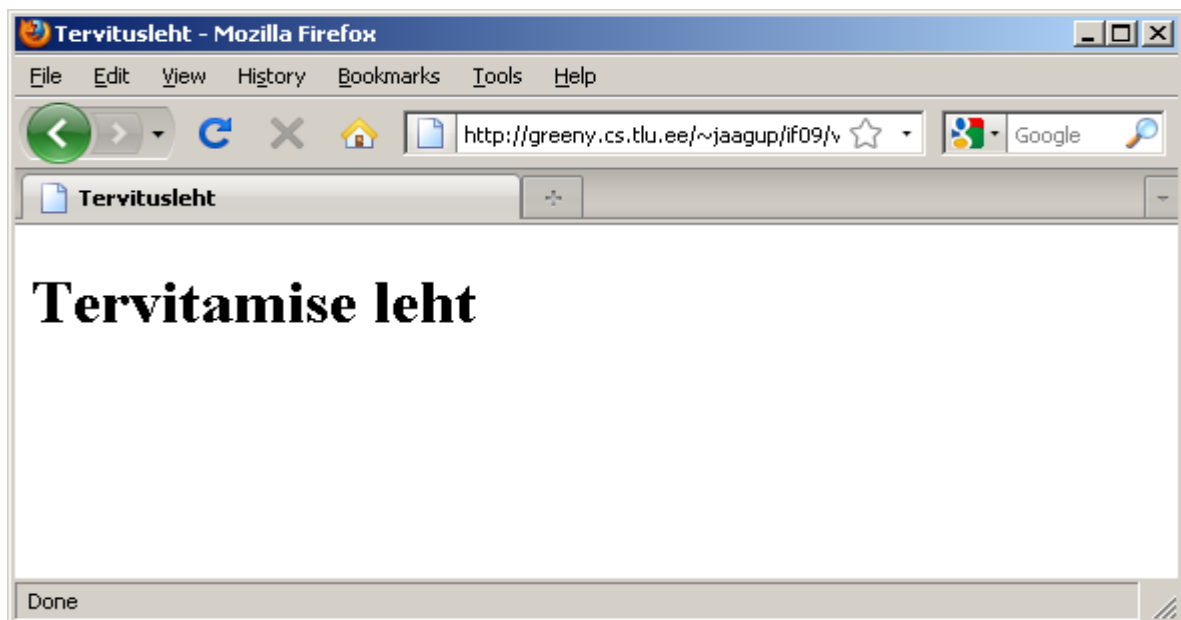 Tervitusleht - Mozilla Firefox
File Edit View History Bookmarks Tools Help
http://greeny.cs.tlu.ee/~jaagup/if09/v Google
Tervitusleht
Tervitamise leht
Done